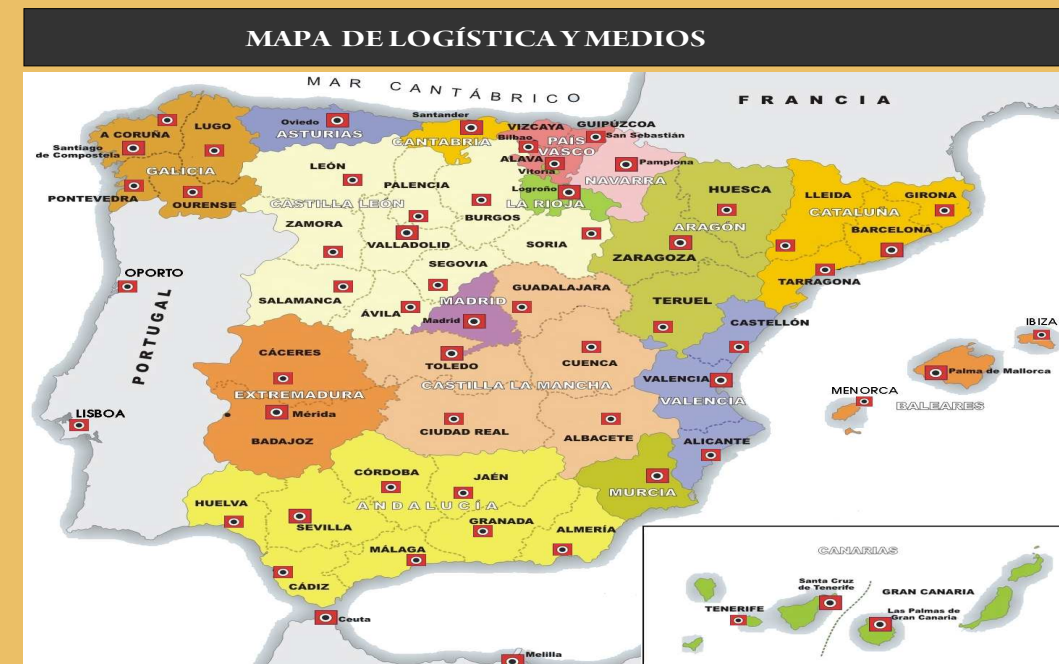 MAPA DE LOGÍSTICA Y MEDIOS
MAR CANTÁBRICO
FRANCIA
A CORUÑA
LUGO
Oviedo
ASTURIAS
Santander
CANTABRIA
VIZCAYA
GUIPÚZCOA
Bilbao
PAÍS
VASCO
San Sebastián
Santiago
de Compostela
GALICIA
LEÓN
ALAVA
Vitoria
Pamplona
NAVARRA
PONTEVEDRA
OURENSE
PALENCIA
CASTILLA LEÓN
BURGOS
Logroño
LA RIOJA
HUESCA
ARAGÓN
LLEIDA
GIRONA
CATALUÑA
BARCELONA
ZAMORA
VALLADOLID
SORIA
ZARAGOZA
TARRAGONA
OPORTO
PORTUGAL
SEGOVIA
SALAMANCA
ÁVILA
MADRID
Madrid
GUADALAJARA
TERUEL
CASTELLÓN
IBIZA
CÁCERES
TOLEDO
CUENCA
CASTILLA LA MANCHA
VALENCIA
VALENCIA
Palma de Mallorca
MENORCA
BALEARES
EXTREMADURA
Mérida
LISBOA
BADAJOZ
CIUDAD REAL
ALBACETE
ALICANTE
CÓRDOBA
JAÉN
MURCIA
HUELVA
ANDALUCÍA
SEVILLA
GRANADA
ALMERÍA
MÁLAGA
CÁDIZ
Ceuta
Melilla
CANARIAS
Santa Cruz
de Tenerife
GRAN CANARIA
TENERIFE
Las Palmas de
Gran Canaria